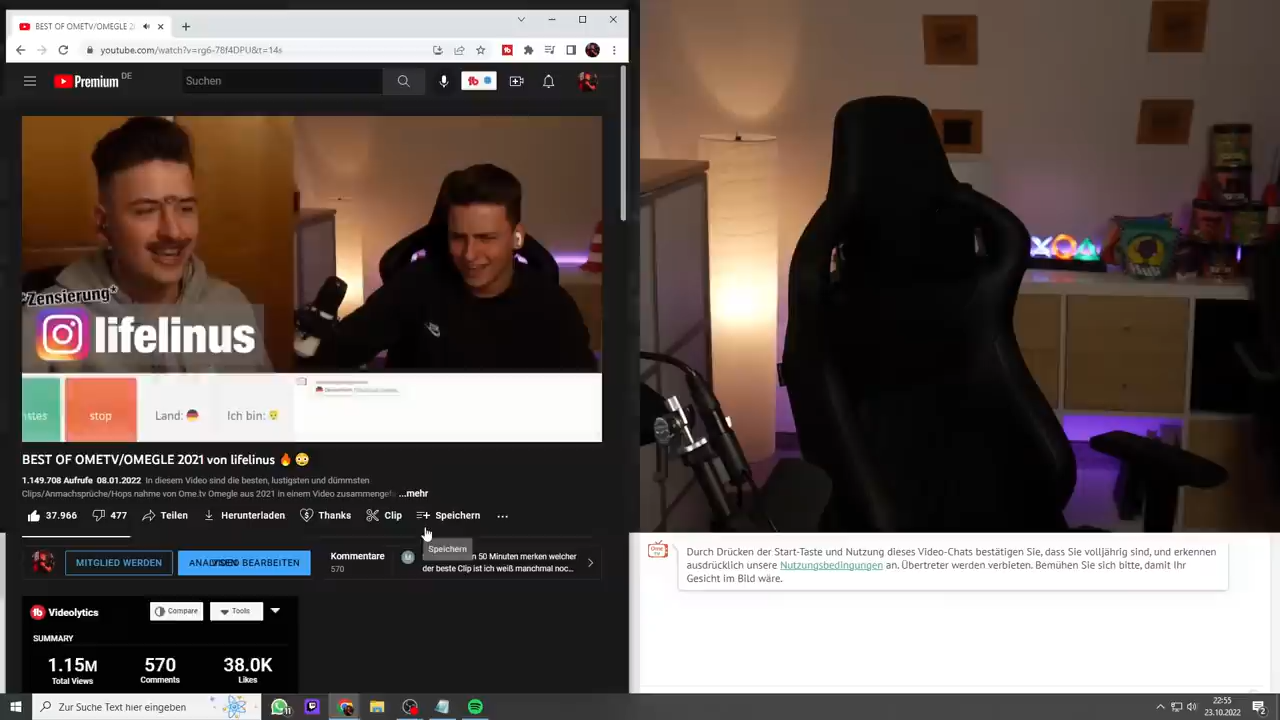 BEST OF OMETV/OMEGLE 2021
youtube.com/watch?v=rg6-78f4DPU&t=14s
Premium DE
Suchen
*Zensierung*
lifelinus
stop
Land:
Ich bin:
BEST OF OMETV/OMEGLE 2021 von lifelinus
1.149.708 Aufrufe 08.01.2022 In diesem Video sind die besten, lustigsten und dümmsten
Clips/Anmachsprüche/Hops nahme von Ome.tv Omegle aus 2021 in einem Video zusammengef
...mehr
37.966
477
Teilen
Herunterladen
Thanks
Clip
Speichern
Speichern
MITGLIED WERDEN
BEARBEITEN
Kommentare
570
50 Minuten merken welcher
der beste Clip ist ich weiß manchmal noc...
Videolytics
Compare
Tools
SUMMARY
1.15M
570
38.0K
Total Views
Comments
Likes
Durch Drücken der Start-Taste und Nutzung dieses Video-Chats bestätigen Sie, dass Sie volljährig sind, und erkennen
ausdrücklich unsere Nutzungsbedingungen an. Übertreter werden verbieten. Bemühen Sie sich bitte, damit Ihr
Gesicht im Bild wäre.
Zur Suche Text hier eingeben
22:55
23.10.2022